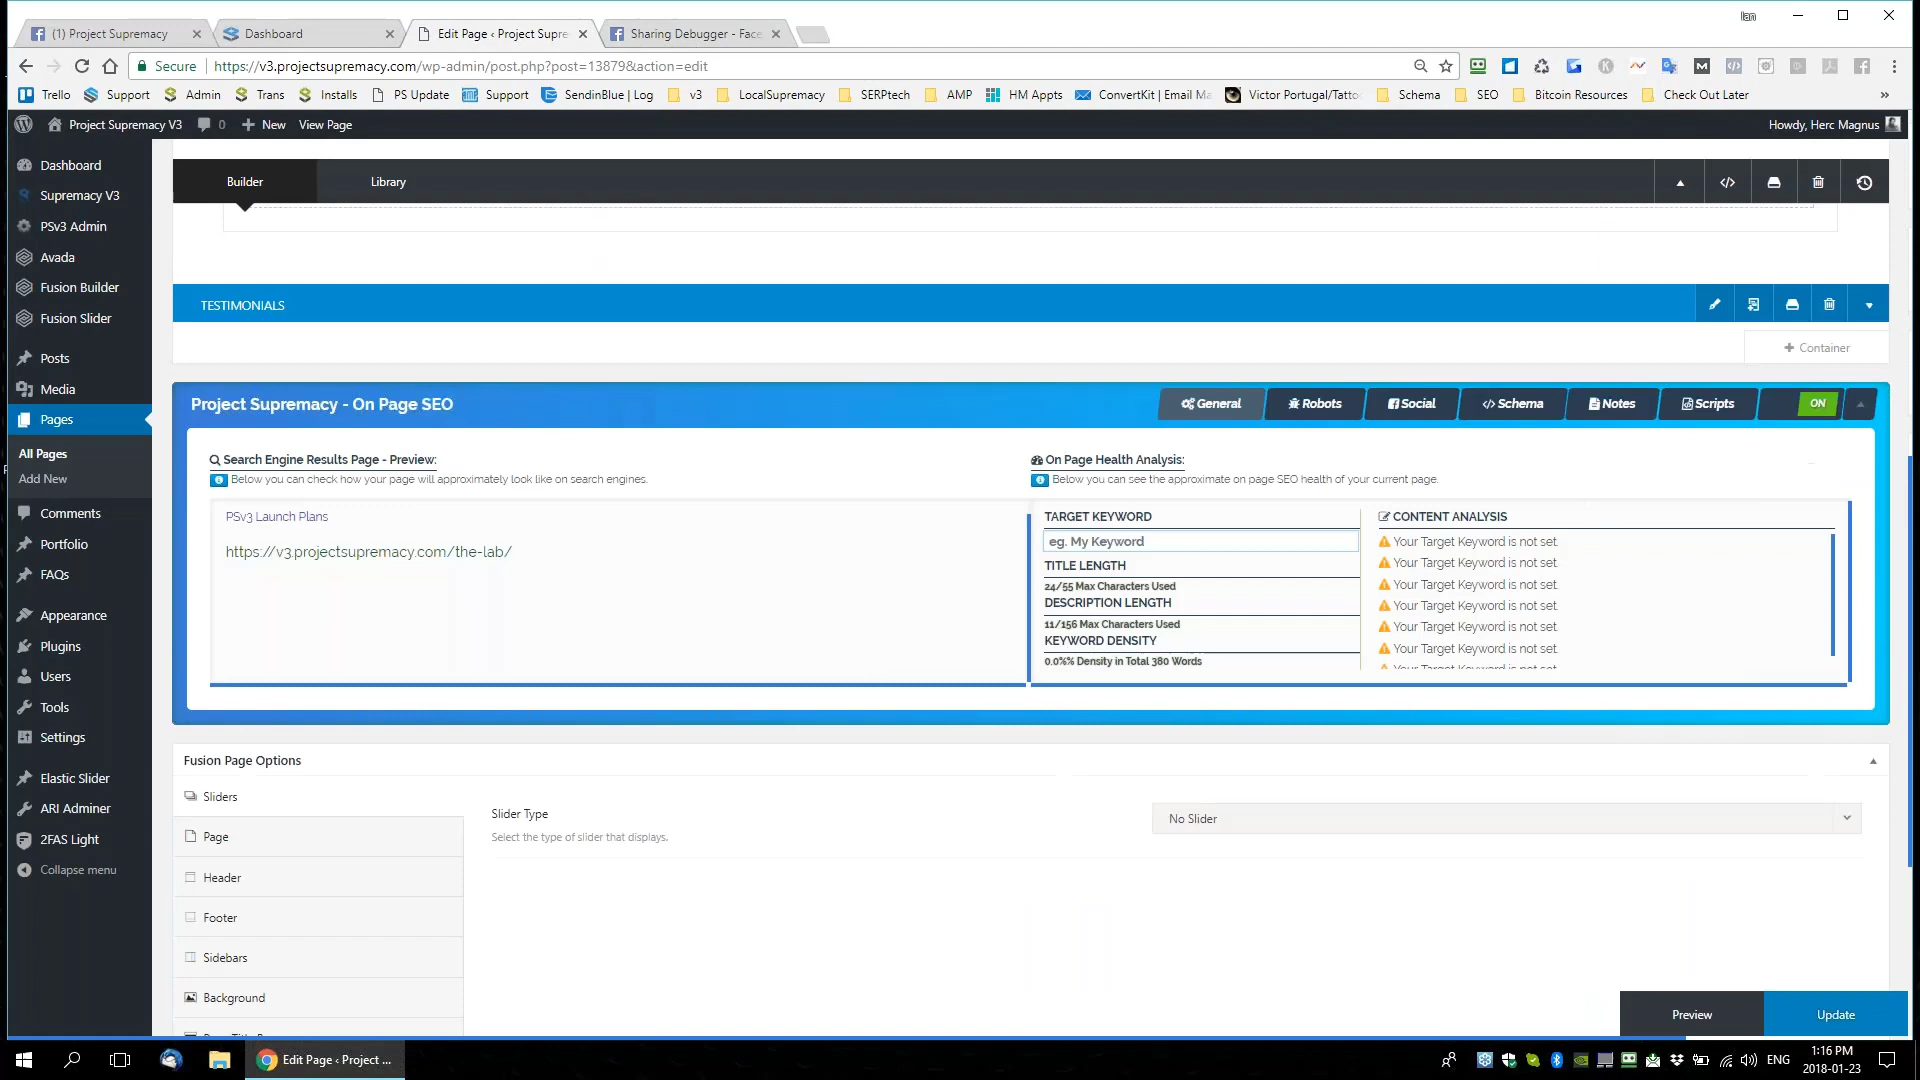 Ian
(1) Project Supremacy
Dashboard
Edit Page ‹ Project Supre
Sharing Debugger - Face
Secure
https://v3.projectsupremacy.com/wp-admin/post.php?post=13879&action=edit
Trello
Support
Admin
Trans
Installs
PS Update
Support
SendinBlue | Log
v3
LocalSupremacy
SERPtech
AMP
HM Appts
ConvertKit | Email Ma
Victor Portugal/Tatto
Schema
SEO
Bitcoin Resources
Check Out Later
»
Project Supremacy V3
0
New
View Page
Howdy, Herc Magnus
Dashboard
Supremacy V3
PSv3 Admin
Avada
Fusion Builder
Fusion Slider
Posts
Media
Pages
All Pages
Add New
Comments
Portfolio
FAQs
Appearance
Plugins
Users
Tools
Settings
Elastic Slider
ARI Adminer
2FAS Light
Collapse menu
Builder
Library
TESTIMONIALS
+ Container
Project Supremacy - On Page SEO
General
Robots
Social
</> Schema
Notes
Scripts
ON
Search Engine Results Page - Preview:
Below you can check how your page will approximately look like on search engines.
PSv3 Launch Plans
https://v3.projectsupremacy.com/the-lab/
On Page Health Analysis:
Below you can see the approximate on page SEO health of your current page.
TARGET KEYWORD
eg. My Keyword
TITLE LENGTH
24/55 Max Characters Used
DESCRIPTION LENGTH
11/156 Max Characters Used
KEYWORD DENSITY
0.0%% Density in Total 380 Words
CONTENT ANALYSIS
Your Target Keyword is not set.
Your Target Keyword is not set.
Your Target Keyword is not set.
Your Target Keyword is not set.
Your Target Keyword is not set.
Your Target Keyword is not set.
Your Target Keyword is not set.
Fusion Page Options
Sliders
Page
Header
Footer
Sidebars
Background
Slider Type
Select the type of slider that displays.
No Slider
Preview
Update
Edit Page ‹ Project ...
ENG
1:16 PM
2018-01-23